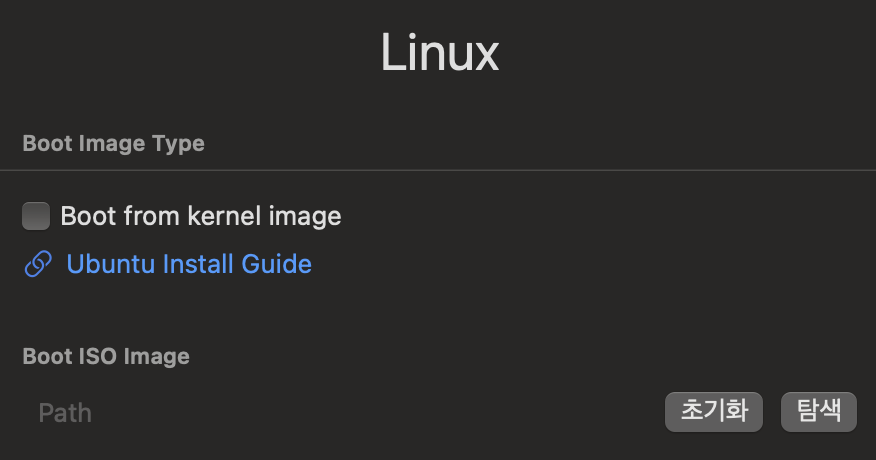 Linux
Boot Image Type
Boot from kernel image
Ubuntu Install Guide
Boot ISO Image
Path 초기화 탐색